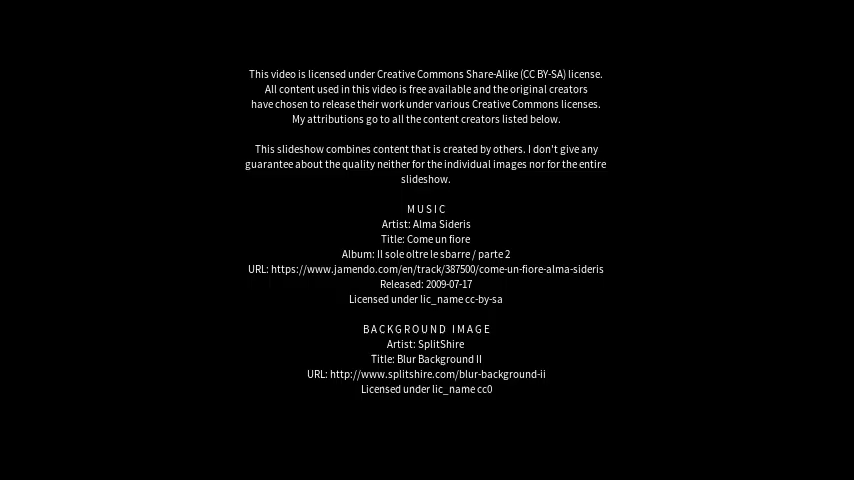 This video is licensed under Creative Commons Share-Alike (CC BY-SA) license.
All content used in this video is free available and the original creators
have chosen to release their work under various Creative Commons licenses.
My attributions go to all the content creators listed below.
This slideshow combines content that is created by others. I don't give any
guarantee about the quality neither for the individual images nor for the entire
slideshow.
MUSIC
Artist: Alma Sideris
Title: Come un fiore
Album: Il sole oltre le sbarre / parte 2
URL: https://www.jamendo.com/en/track/387500/come-un-fiore-alma-sideris
Released: 2009-07-17
Licensed under lic_name cc-by-sa
BACKGROUND IMAGE
Artist: SplitShire
Title: Blur Background II
URL: http://www.splitshire.com/blur-background-ii
Licensed under lic_name cc0